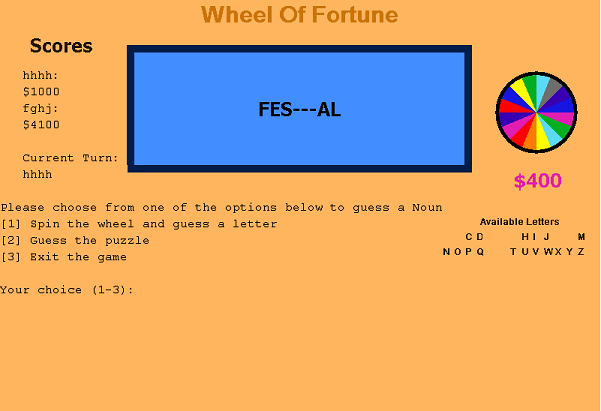 Wheel Of Fortune
Scores
hhhh:
$1000
fghj:
$4100
Current Turn:
hhhh
FES---AL
$400
Please choose from one of the options below to guess a Noun
[1] Spin the wheel and guess a letter
[2] Guess the puzzle
[3] Exit the game
Your choice (1-3):
Available Letters
C D H I J M
N O P Q T U V W X Y Z